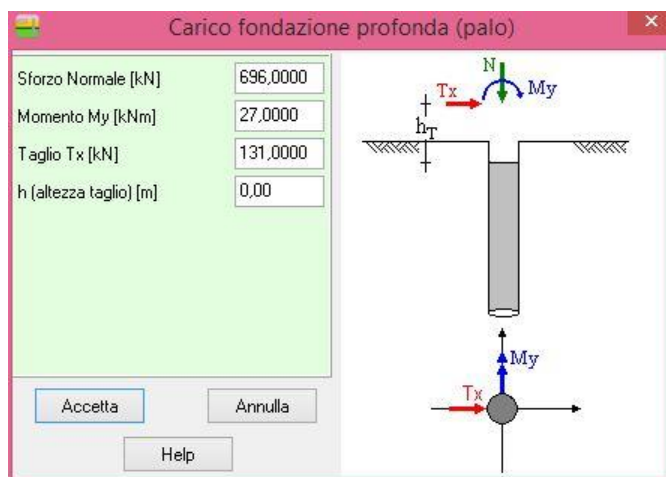 Carico fondazione profonda (palo)
Sforzo Normale [kN] 696,0000
Momento My [kNm] 27,0000
Taglio Tx [kN] 131,0000
h (altezza taglio) [m] 0,00
Accetta Annulla
Help
N
Tx My
hT
My
Tx